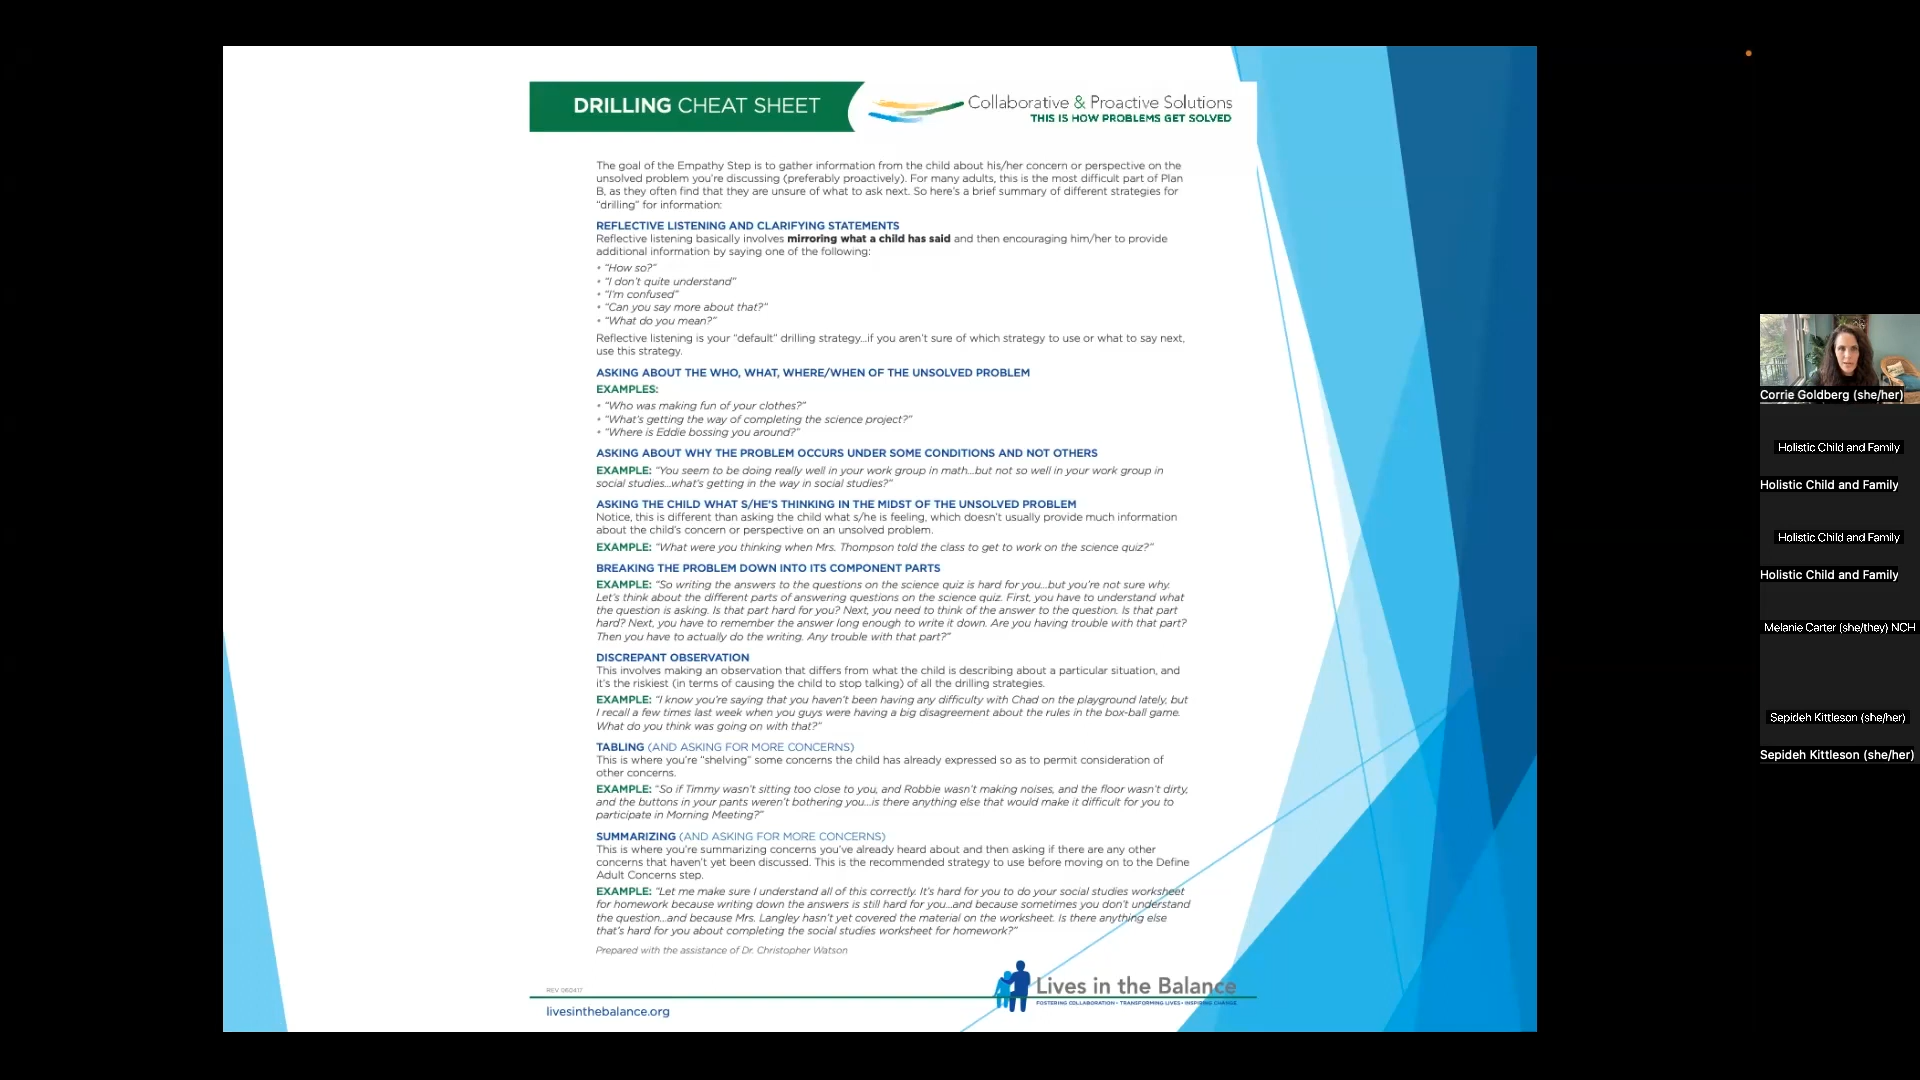 DRILLING CHEAT SHEET
Collaborative & Proactive Solutions
THIS IS HOW PROBLEMS GET SOLVED
The goal of the Empathy Step is to gather information from the child about his/her concern or perspective on the
unsolved problem you're discussing (preferably proactively). For many adults, this is the most difficult part of Plan
B, as they often find that they are unsure of what to ask next. So here's a brief summary of different strategies for
"drilling" for information:
REFLECTIVE LISTENING AND CLARIFYING STATEMENTS
Reflective listening basically involves mirroring what a child has said and then encouraging him/her to provide
additional information by saying one of the following:
• "How so?"
• "I don't quite understand"
• "I'm confused"
• "Can you say more about that?"
• "What do you mean?"
Reflective listening is your "default" drilling strategy...if you aren't sure of which strategy to use or what to say next,
use this strategy.
ASKING ABOUT THE WHO, WHAT, WHERE/WHEN OF THE UNSOLVED PROBLEM
EXAMPLES:
• "Who was making fun of your clothes?"
• "What's getting the way of completing the science project?"
• "Where is Eddie bossing you around?"
ASKING ABOUT WHY THE PROBLEM OCCURS UNDER SOME CONDITIONS AND NOT OTHERS
EXAMPLE: "You seem to be doing really well in your work group in math...but not so well in your work group in
social studies...what's getting in the way in social studies?"
ASKING THE CHILD WHAT S/HE'S THINKING IN THE MIDST OF THE UNSOLVED PROBLEM
Notice, this is different than asking the child what s/he is feeling, which doesn't usually provide much information
about the child's concern or perspective on an unsolved problem.
EXAMPLE: "What were you thinking when Mrs. Thompson told the class to get to work on the science quiz?"
BREAKING THE PROBLEM DOWN INTO ITS COMPONENT PARTS
EXAMPLE: "So writing the answers to the questions on the science quiz is hard for you...but you're not sure why.
Let's think about the different parts of answering questions on the science quiz. First, you have to understand what
the question is asking. Is that part hard for you? Next, you need to think of the answer to the question. Is that part
hard? Next, you have to remember the answer long enough to write it down. Are you having trouble with that part?
Then you have to actually do the writing. Any trouble with that part?"
DISCREPANT OBSERVATION
This involves making an observation that differs from what the child is describing about a particular situation, and
it's the riskiest (in terms of causing the child to stop talking) of all the drilling strategies.
EXAMPLE: "I know you're saying that you haven't been having any difficulty with Chad on the playground lately, but
I recall a few times last week when you guys were having a big disagreement about the rules in the box-ball game.
What do you think was going on with that?"
TABLING (AND ASKING FOR MORE CONCERNS)
This is where you're "shelving" some concerns the child has already expressed so as to permit consideration of
other concerns.
EXAMPLE: "So if Timmy wasn't sitting too close to you, and Robbie wasn't making noises, and the floor wasn't dirty,
and the buttons in your pants weren't bothering you...is there anything else that would make it difficult for you to
participate in Morning Meeting?"
SUMMARIZING (AND ASKING FOR MORE CONCERNS)
This is where you're summarizing concerns you've already heard about and then asking if there are any other
concerns that haven't yet been discussed. This is the recommended strategy to use before moving on to the Define
Adult Concerns step.
EXAMPLE: "Let me make sure I understand all of this correctly. It's hard for you to do your social studies worksheet
for homework because writing down the answers is still hard for you...and because sometimes you don't understand
the question...and because Mrs. Langley hasn't yet covered the material on the worksheet. Is there anything else
that's hard for you about completing the social studies worksheet for homework?"
Prepared with the assistance of Dr. Christopher Watson
REV 060417
livesinthebalance.org
Lives in the Balance
FOSTERING COLLABORATION • TRANSFORMING LIVES • INSPIRING CHANGE
Corrie Goldberg (she/her)
Holistic Child and Family
Holistic Child and Family
Holistic Child and Family
Holistic Child and Family
Melanie Carter (she/they) NCH
Sepideh Kittleson (she/her)
Sepideh Kittleson (she/her)